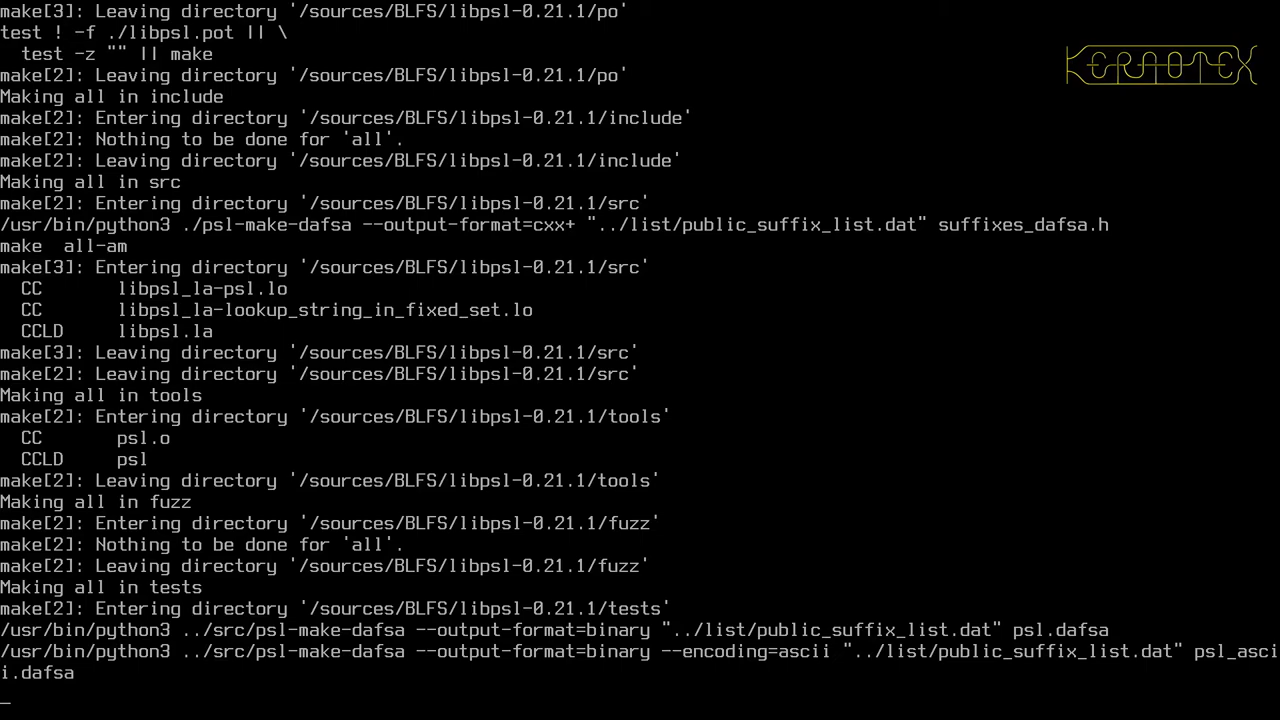 make[3]: Leaving directory '/sources/BLFS/libpsl-0.21.1/po'
test ! -f ./libpsl.pot || \
  test -z "" || make
make[2]: Leaving directory '/sources/BLFS/libpsl-0.21.1/po'
KERNOTEX
Making all in include
make[2]: Entering directory '/sources/BLFS/libpsl-0.21.1/include'
make[2]: Nothing to be done for 'all'.
make[2]: Leaving directory '/sources/BLFS/libpsl-0.21.1/include'
Making all in src
make[2]: Entering directory '/sources/BLFS/libpsl-0.21.1/src'
/usr/bin/python3 ./psl-make-dafsa --output-format=cxx+ "../list/public_suffix_list.dat" suffixes_dafsa.h
make  all-am
make[3]: Entering directory '/sources/BLFS/libpsl-0.21.1/src'
  CC       libpsl_la-psl.lo
  CC       libpsl_la-lookup_string_in_fixed_set.lo
  CCLD     libpsl.la
make[3]: Leaving directory '/sources/BLFS/libpsl-0.21.1/src'
make[2]: Leaving directory '/sources/BLFS/libpsl-0.21.1/src'
Making all in tools
make[2]: Entering directory '/sources/BLFS/libpsl-0.21.1/tools'
  CC       psl.o
  CCLD     psl
make[2]: Leaving directory '/sources/BLFS/libpsl-0.21.1/tools'
Making all in fuzz
make[2]: Entering directory '/sources/BLFS/libpsl-0.21.1/fuzz'
make[2]: Nothing to be done for 'all'.
make[2]: Leaving directory '/sources/BLFS/libpsl-0.21.1/fuzz'
Making all in tests
make[2]: Entering directory '/sources/BLFS/libpsl-0.21.1/tests'
/usr/bin/python3 ../src/psl-make-dafsa --output-format=binary "../list/public_suffix_list.dat" psl.dafsa
/usr/bin/python3 ../src/psl-make-dafsa --output-format=binary --encoding=ascii "../list/public_suffix_list.dat" psl_asci
i.dafsa